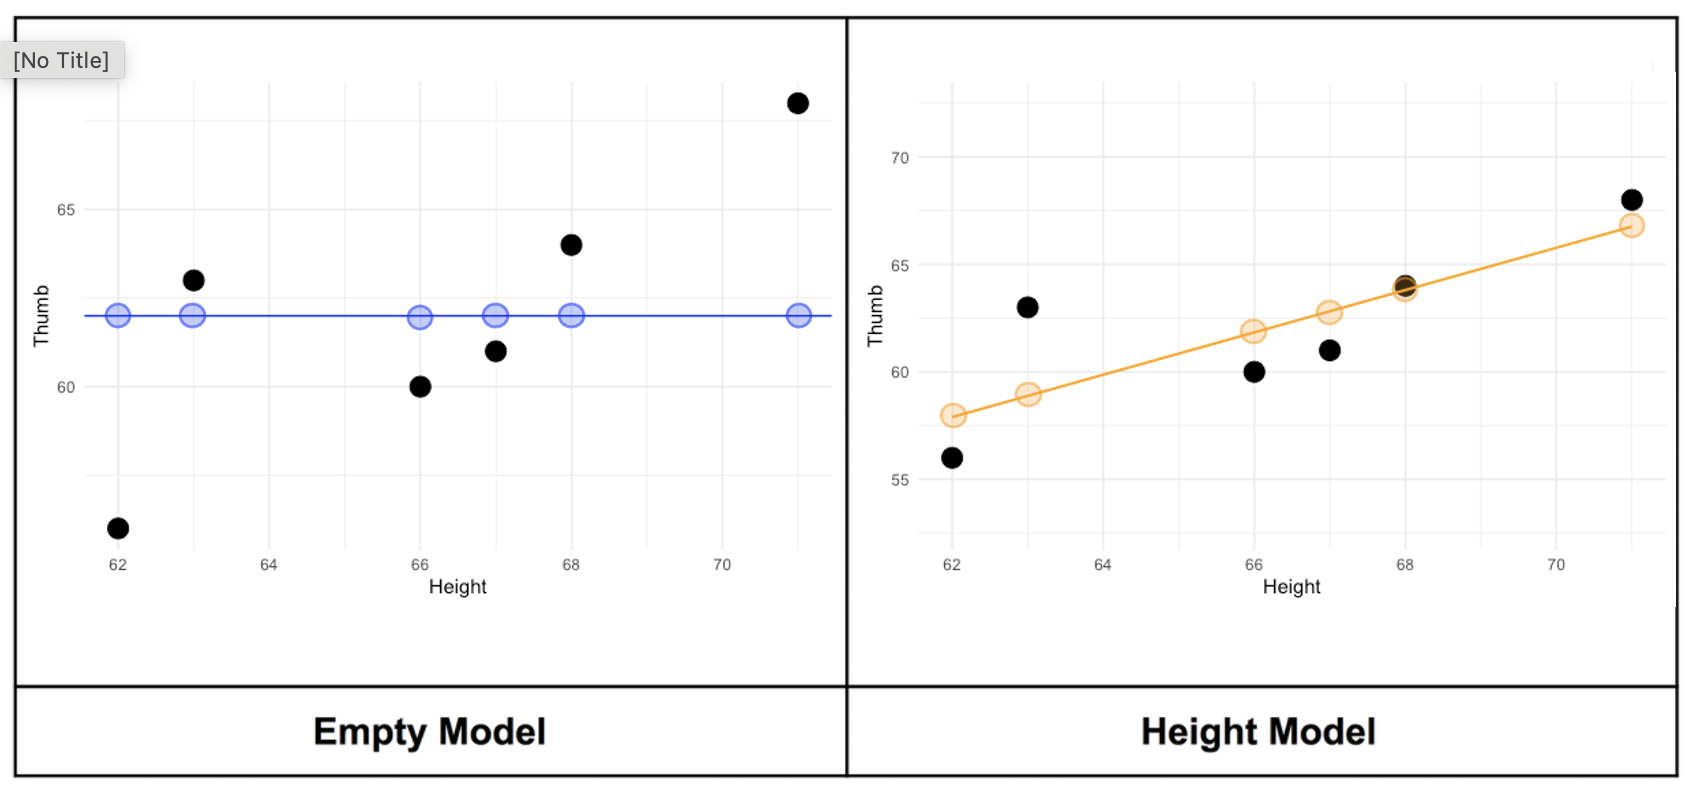 [No Title]
65
60
Thumb
62 64 66 68 70
Height
70
65
60
55
Thumb
62 64 66 68 70
Height
Empty Model
Height Model